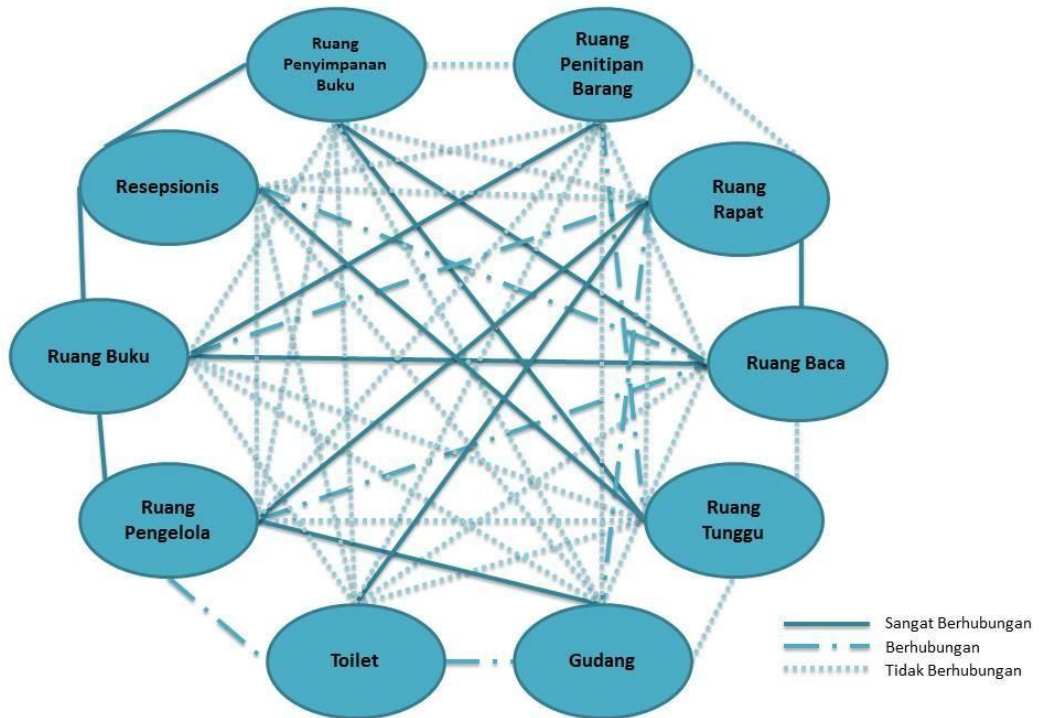 Ruang
Penyimpanan
Buku
Ruang
Penitipan
Barang
Resepsionis
Ruang
Rapat
Ruang Buku
Ruang Baca
Ruang
Pengelola
Ruang
Tunggu
Toilet
Gudang
Sangat Berhubungan
Berhubungan
Tidak Berhubungan